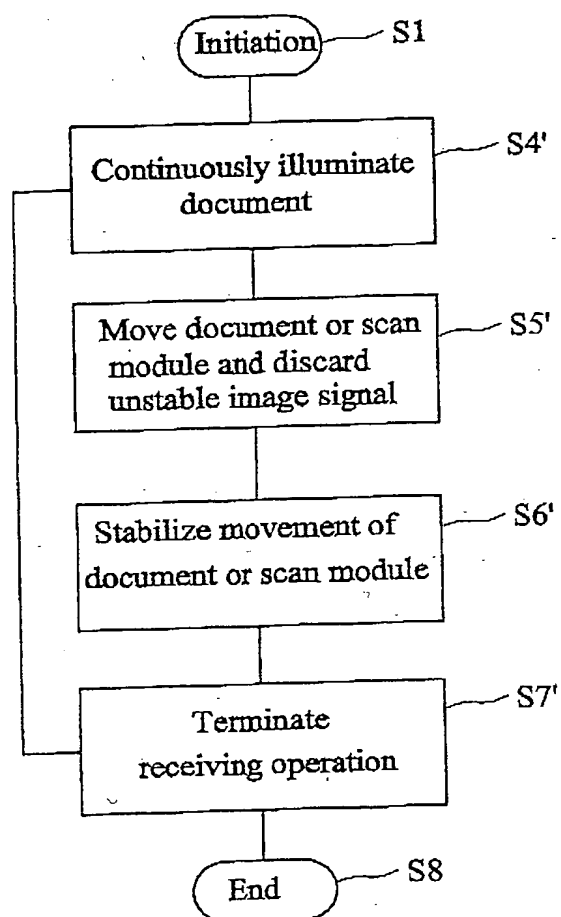 Initiation
S1
Continuously illuminate
document
S4'
Move document or scan
module and discard
unstable image signal
S5'
Stabilize movement of
document or scan module
S6'
Terminate
receiving operation
S7'
End
S8